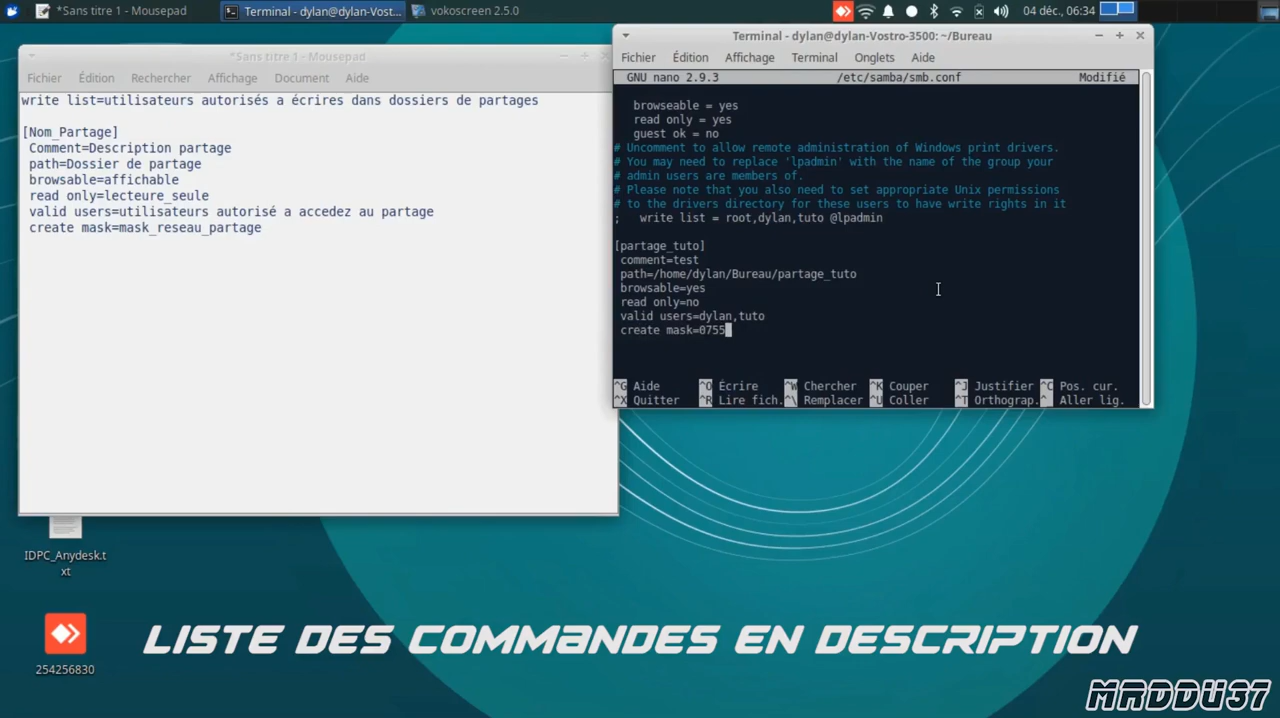 *Sans titre 1 - Mousepad
Terminal - dylan@dylan-Vost...
vokoscreen 2.5.0
04 déc., 06:34
*Sans titre 1 - Mousepad
Fichier Édition Rechercher Affichage Document Aide
write list=utilisateurs autorisés a écrires dans dossiers de partages
[Nom_Partage]
Comment=Description partage
path=Dossier de partage
browsable=affichable
read only=lecteure_seule
valid users=utilisateurs autorisé a accedez au partage
create mask=mask_reseau_partage
Terminal - dylan@dylan-Vostro-3500: ~/Bureau
Fichier Édition Affichage Terminal Onglets Aide
GNU nano 2.9.3 /etc/samba/smb.conf Modifié
browseable = yes
read only = yes
guest ok = no
# Uncomment to allow remote administration of Windows print drivers.
# You may need to replace 'lpadmin' with the name of the group your
# admin users are members of.
# Please note that you also need to set appropriate Unix permissions
# to the drivers directory for these users to have write rights in it
; write list = root,dylan,tuto @lpadmin
[partage_tuto]
comment=test
path=/home/dylan/Bureau/partage_tuto
browsable=yes
read only=no
valid users=dylan,tuto
create mask=0755
^G Aide ^O Écrire ^W Chercher ^K Couper ^J Justifier ^C Pos. cur.
^X Quitter ^R Lire fich. ^\ Remplacer ^U Coller ^T Orthograp. ^_ Aller lig.
IDPC_Anydesk.t
xt
254256830
LISTE DES COMMANDES EN DESCRIPTION
MRDDU37